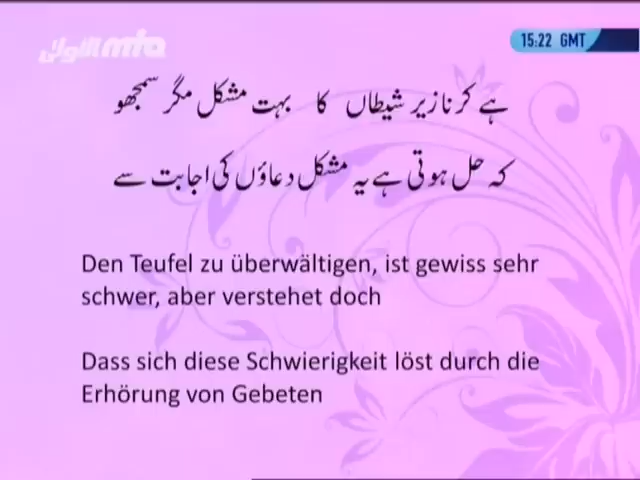 mta الاولى
15:22 GMT
ہے کرنا زیر شیطاں کا بہت مشکل مگر سمجھو
کہ حل ہوتی ہے یہ مشکل دعاؤں کی اجابت سے
Den Teufel zu überwältigen, ist gewiss sehr
schwer, aber verstehet doch
Dass sich diese Schwierigkeit löst durch die
Erhörung von Gebeten